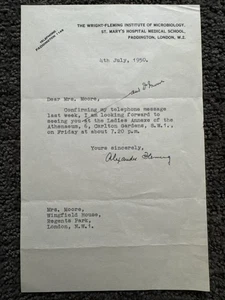 THE WRIGHT-FLEMING INSTITUTE OF MICROBIOLOGY,
ST. MARY'S HOSPITAL MEDICAL SCHOOL,
PADDINGTON, LONDON, W.2.
TELEPHONE
PADDINGTON
4th July, 1950.
Dear Mrs. Moore,
Confirming my telephone message
last week, I am looking forward to
seeing you at the Ladies Annexe of the
Athenaeum, 6, Carlton Gardens, S.W.1.,
on Friday at about 7.20 p.m.
Yours sincerely,
Alexander Fleming
Mrs. Moore,
Wingfield House,
Regents Park,
London, N.W.1.